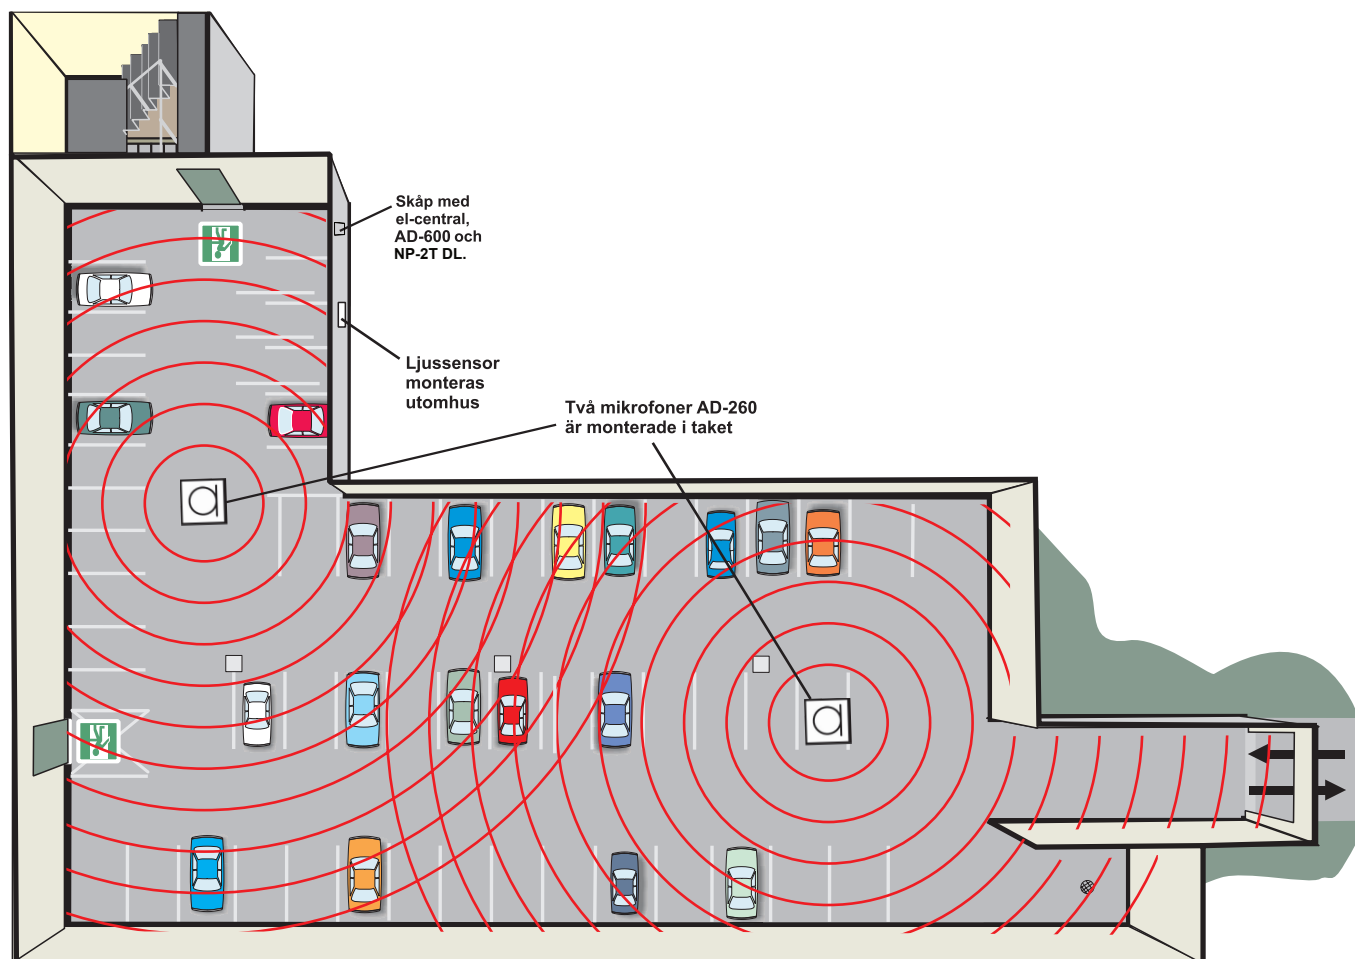 Skåp med
el-central,
AD-600 och
NP-2T DL.
Ljussensor
monteras
utomhus
Två mikrofoner AD-260
är monterade i taket